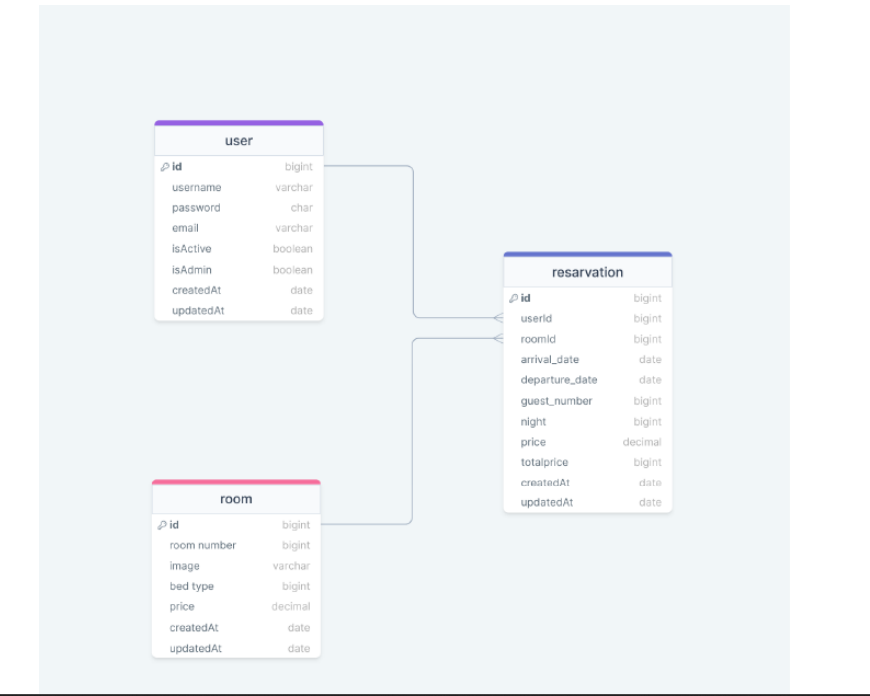 user
id bigint
username varchar
password char
email varchar
isActive boolean
isAdmin boolean
createdAt date
updatedAt date
resarvation
id bigint
userId bigint
roomId bigint
arrival_date date
departure_date date
guest_number bigint
night bigint
price decimal
totalprice bigint
createdAt date
updatedAt date
room
id bigint
room number bigint
image varchar
bed type bigint
price decimal
createdAt date
updatedAt date